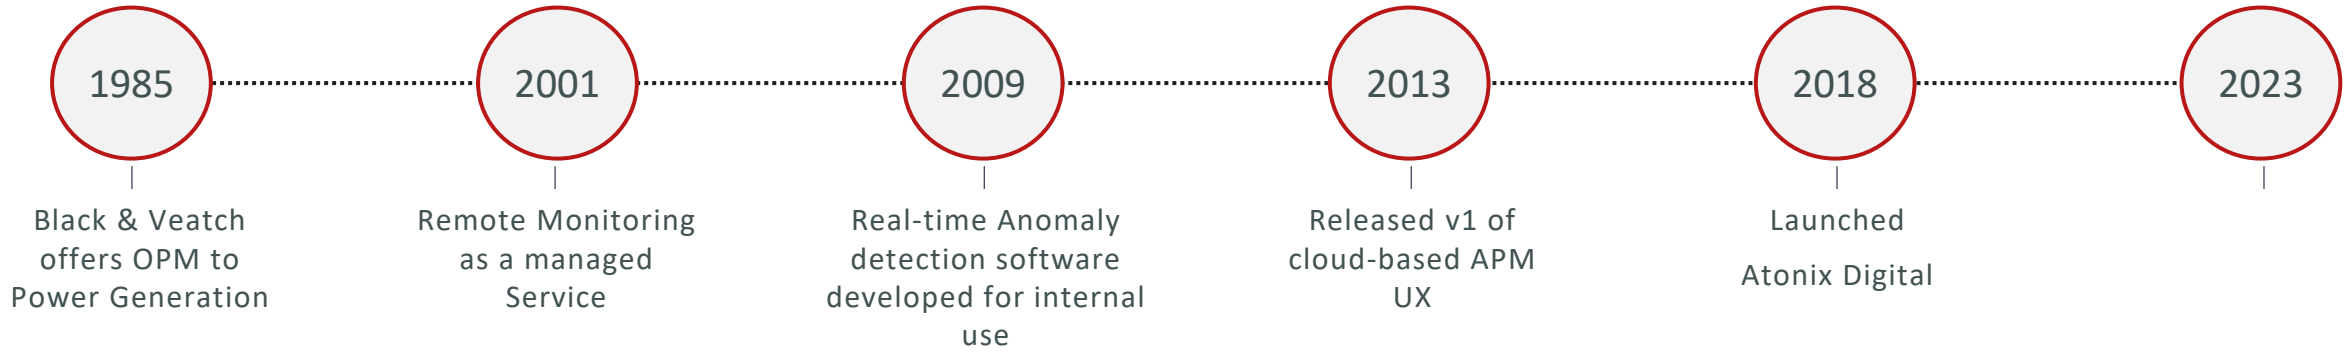 1985
2001
2009
2013
2018
2023
Black & Veatch
offers OPM to
Power Generation
Remote Monitoring
as a managed
Service
Real-time Anomaly
detection software
developed for internal
use
Released v1 of
cloud-based APM
UX
Launched
Atonix Digital